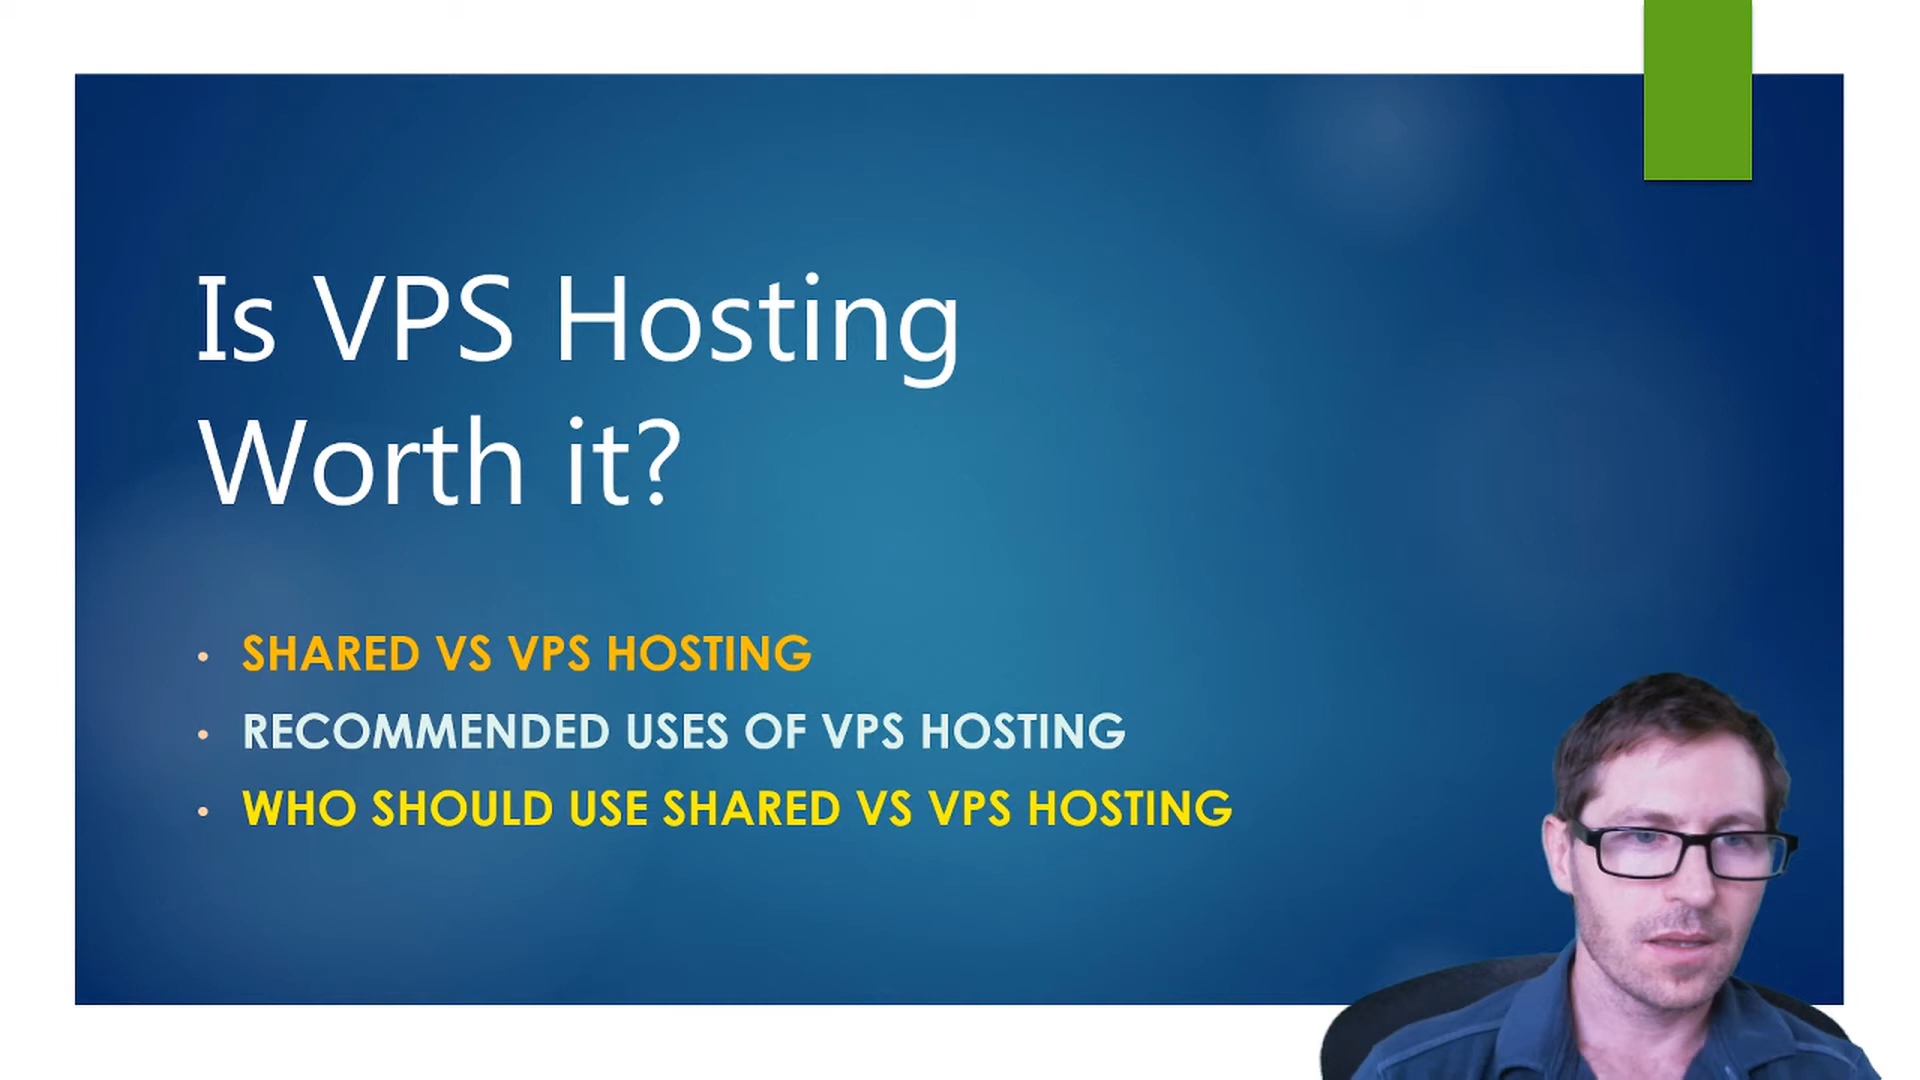 Is VPS Hosting
Worth it?
• SHARED VS VPS HOSTING
• RECOMMENDED USES OF VPS HOSTING
• WHO SHOULD USE SHARED VS VPS HOSTING